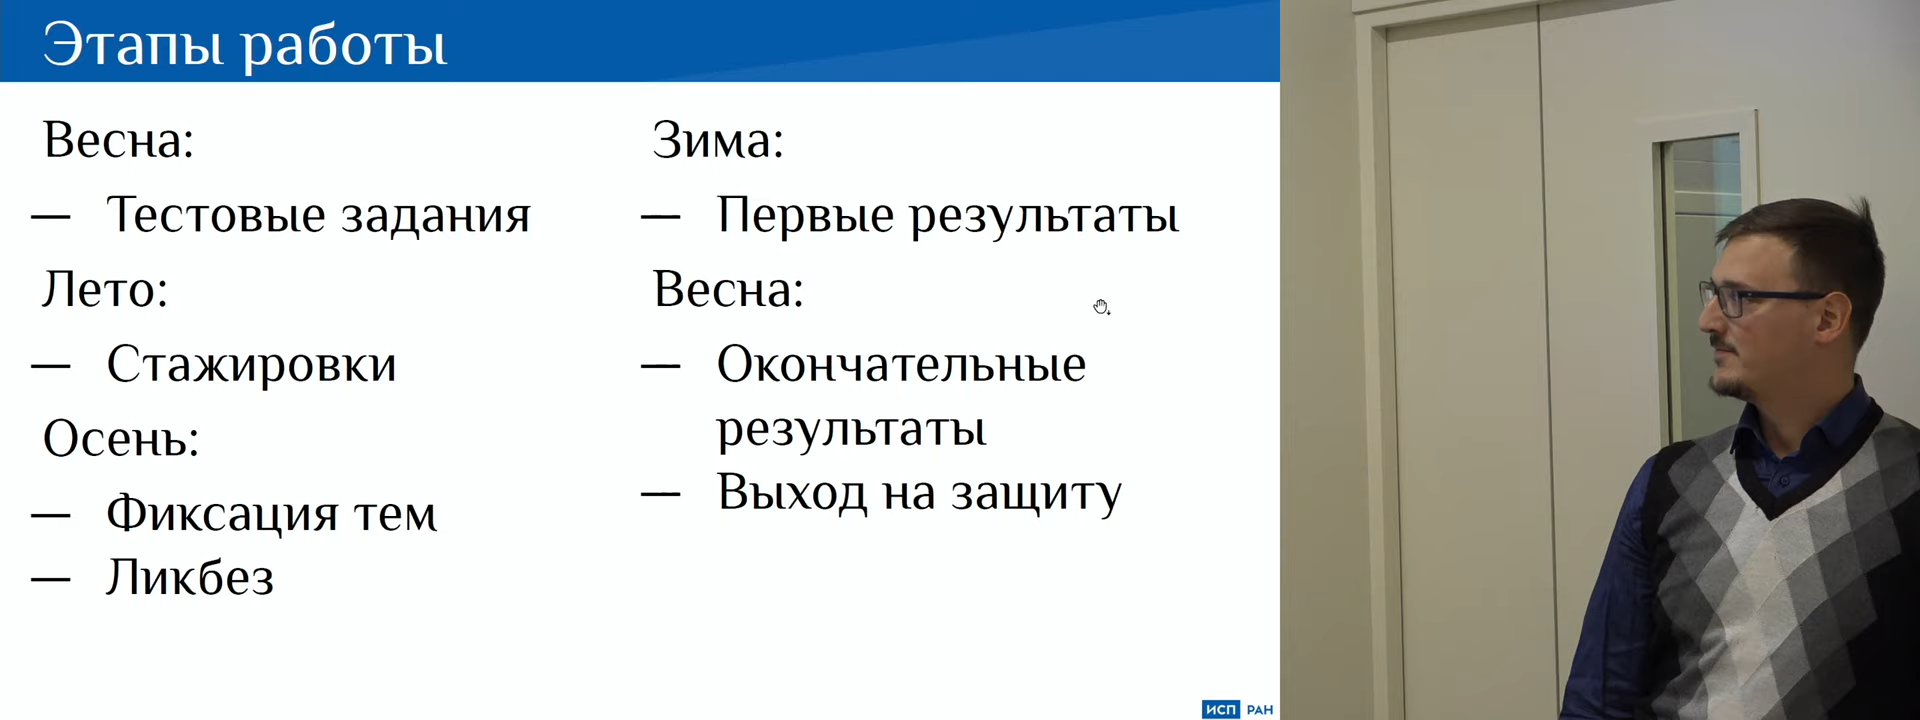 Этапы работы
Весна:
— Тестовые задания
Лето:
— Стажировки
Осень:
— Фиксация тем
— Ликбез
Зима:
— Первые результаты
Весна:
— Окончательные
результаты
— Выход на защиту
ИСП РАН